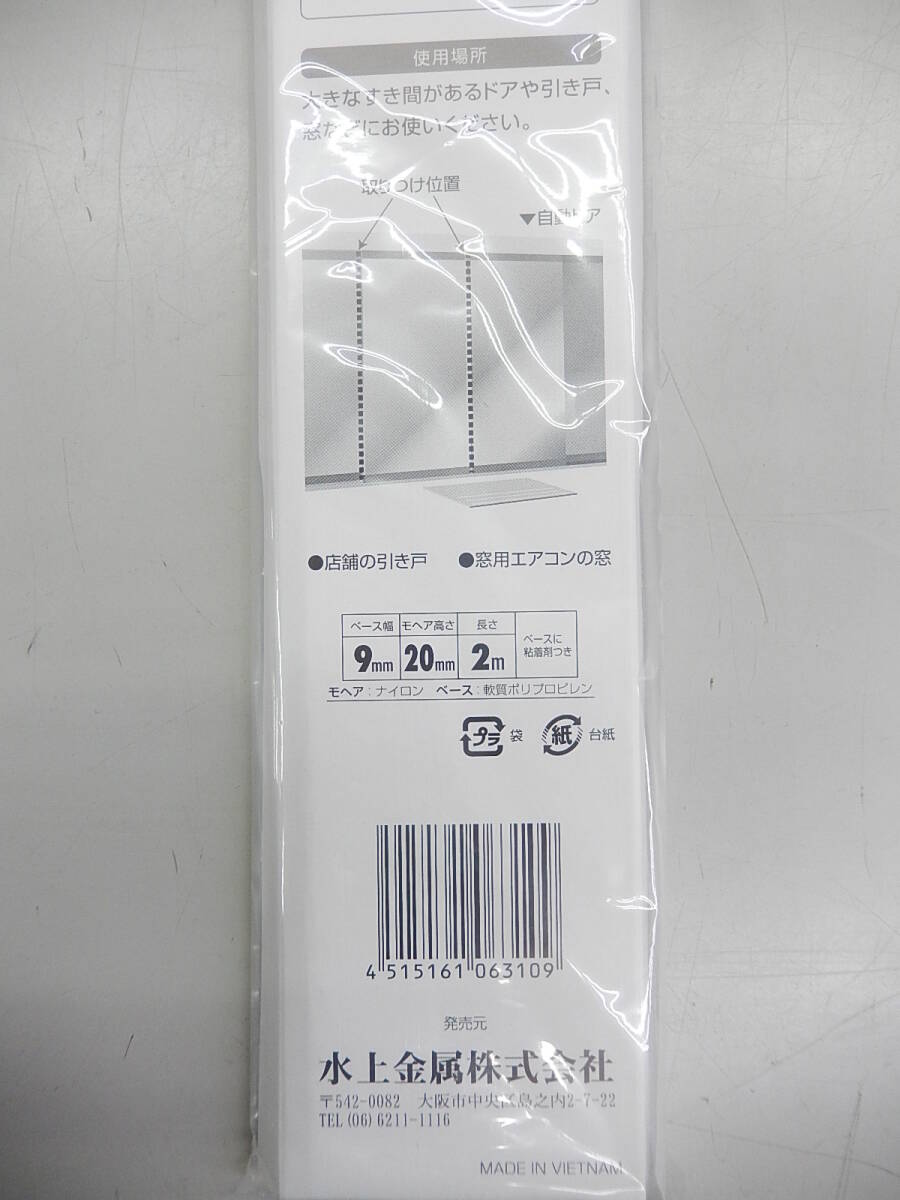 使用場所
大きなすき間があるドアや引き戸、
窓などにお使いください。
取りつけ位置
▼自動ドア
●店舗の引き戸 ●窓用エアコンの窓
ベース幅 モヘア高さ 長さ
9mm 20mm 2m
ベースに
粘着剤つき
モヘア:ナイロン ベース:軟質ポリプロピレン
プラ 袋 紙 台紙
4 515161 063109
発売元
水上金属株式会社
〒542-0082 大阪市中央区島之内2-7-22
TEL(06)6211-1116
MADE IN VIETNAM